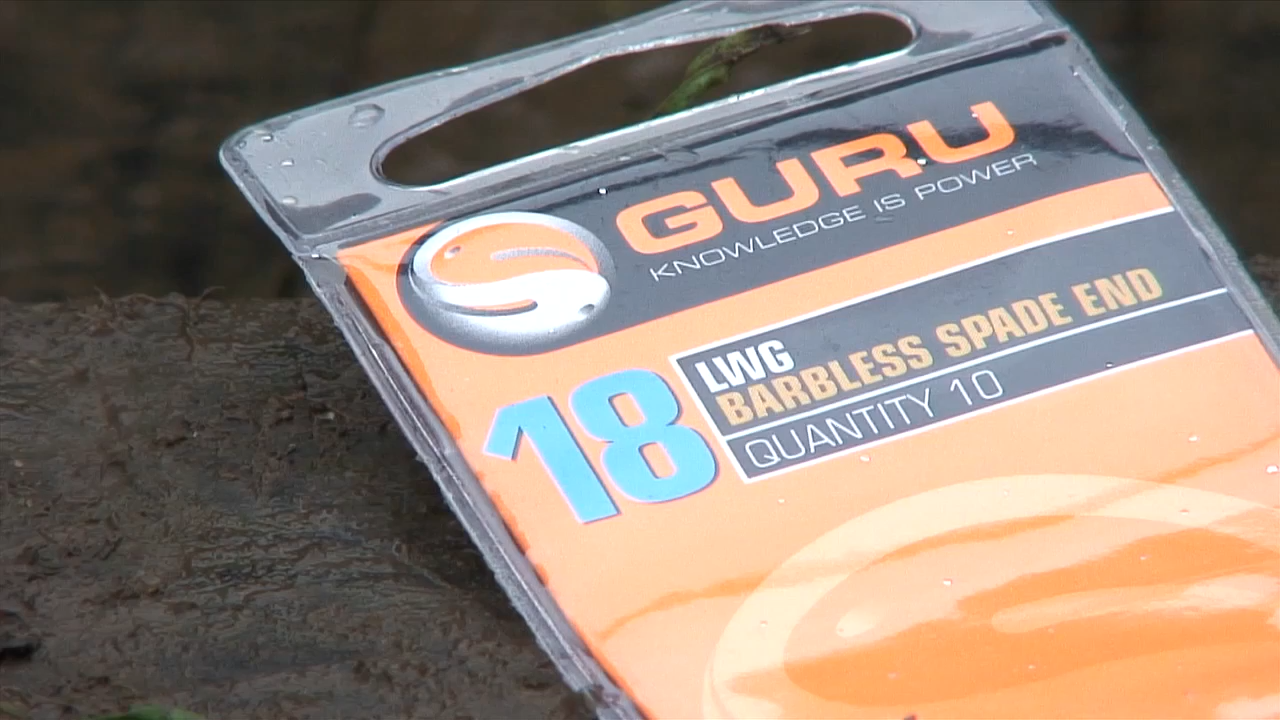 GURU
KNOWLEDGE IS POWER
18
LWG
BARBLESS SPADE END
QUANTITY 10